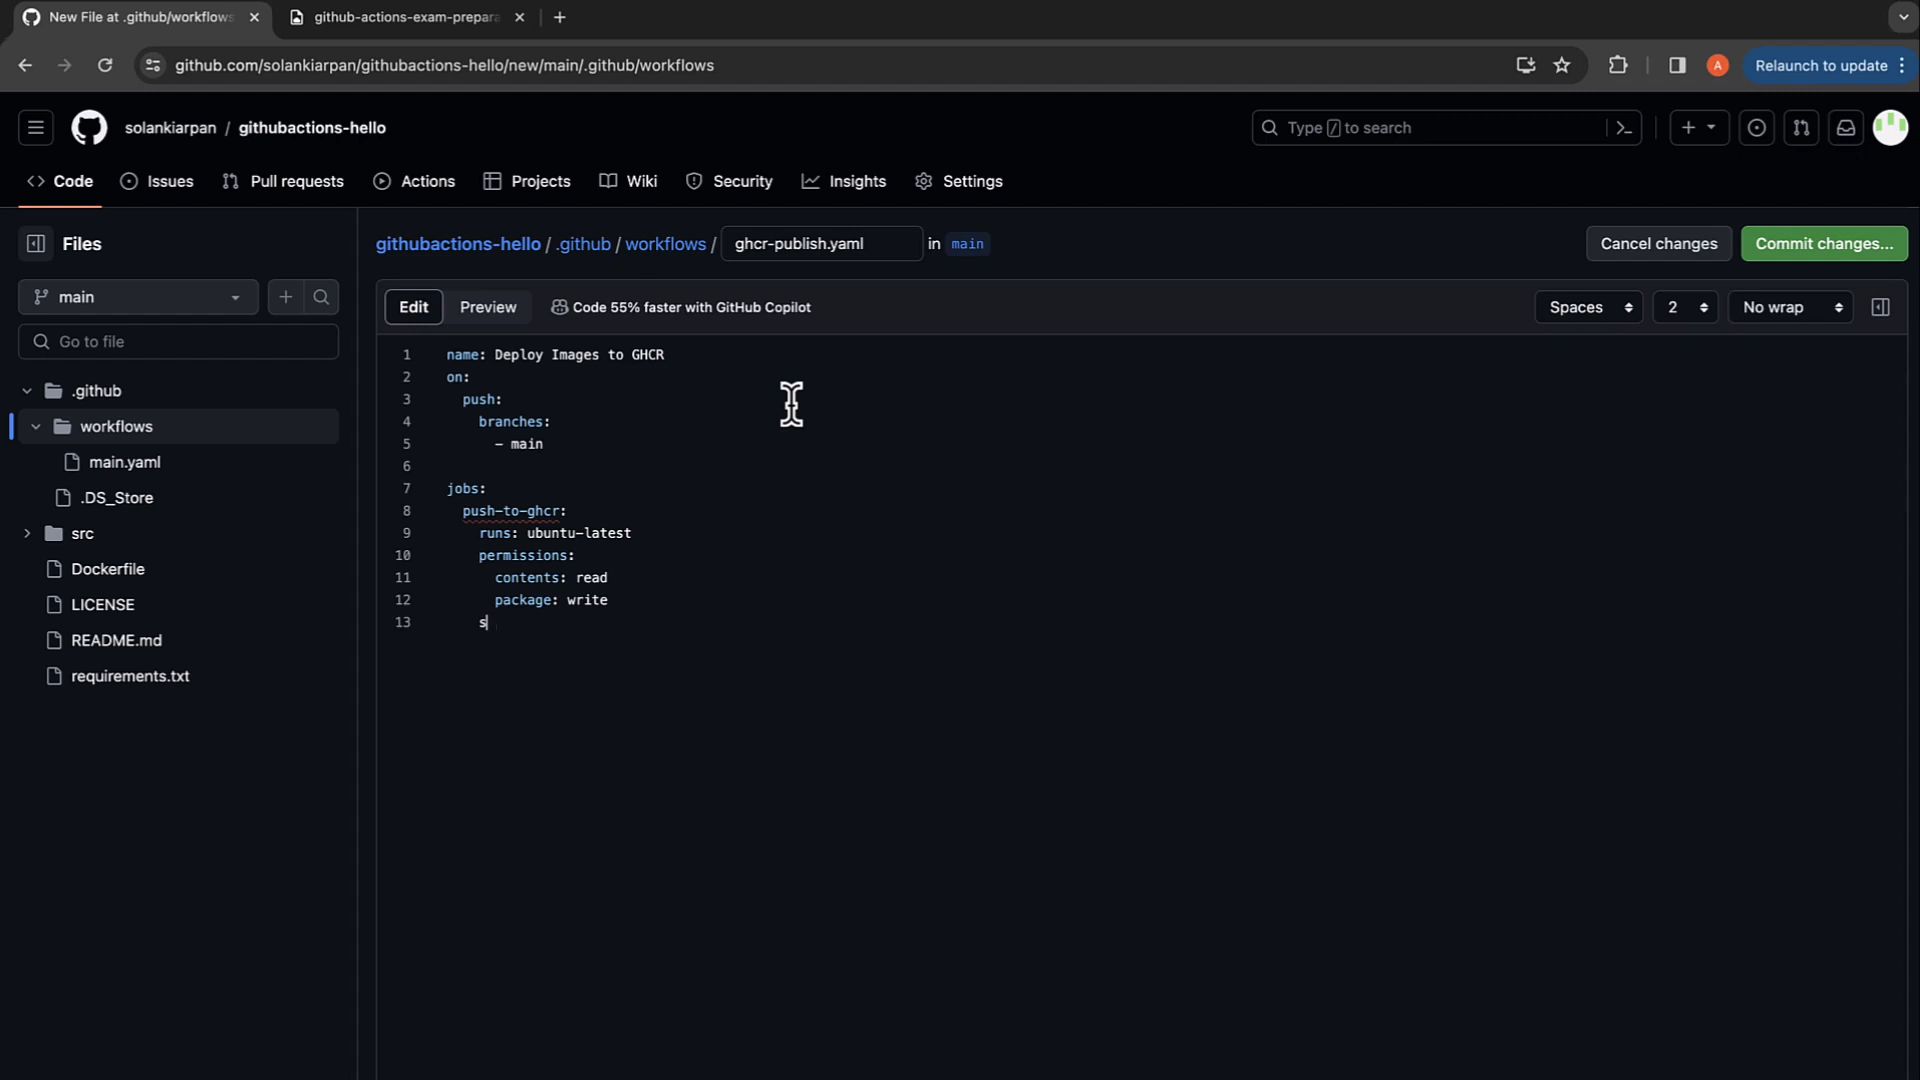 New File at .github/workflows
github-actions-exam-prepara
github.com/solankiarpan/githubactions-hello/new/main/.github/workflows
A
Relaunch to update
solankiarpan / githubactions-hello
Type / to search
Code
Issues
Pull requests
Actions
Projects
Wiki
Security
Insights
Settings
Files
githubactions-hello / .github / workflows / ghcr-publish.yaml in main
Cancel changes
Commit changes...
main
Edit
Preview
Code 55% faster with GitHub Copilot
Spaces
2
No wrap
Go to file
.github
workflows
main.yaml
.DS_Store
src
Dockerfile
LICENSE
README.md
requirements.txt
1 name: Deploy Images to GHCR
2 on:
3 push:
4 branches:
5 - main
6
7 jobs:
8 push-to-ghcr:
9 runs: ubuntu-latest
10 permissions:
11 contents: read
12 package: write
13 s